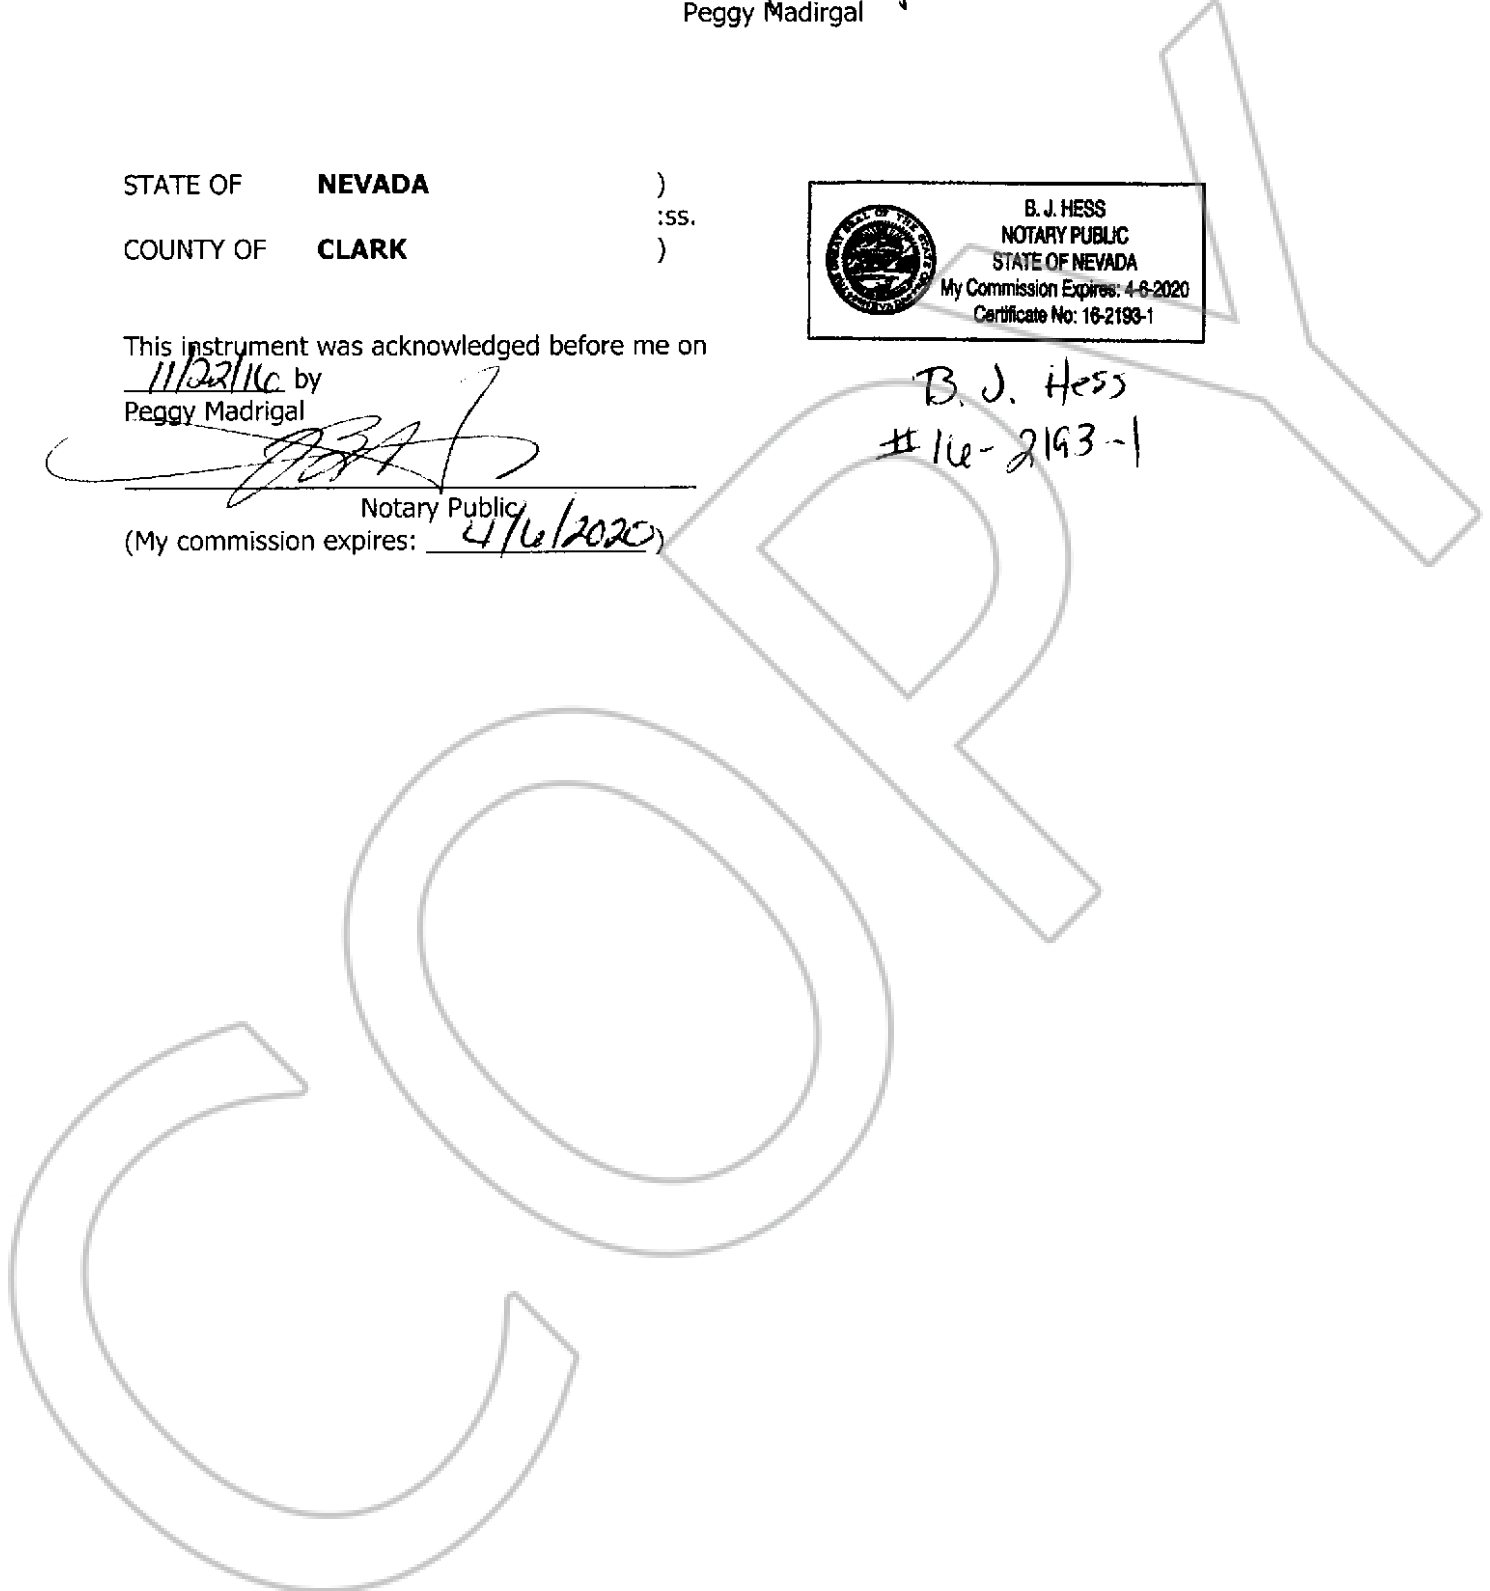 Peggy Madirgal
STATE OF NEVADA )
:ss.
COUNTY OF CLARK )
B. J. HESS
NOTARY PUBLIC
STATE OF NEVADA
My Commission Expires: 4-6-2020
Certificate No: 16-2193-1
This instrument was acknowledged before me on
11/22/16 by
Peggy Madrigal
B. J. Hess
#16-2193-1
Notary Public
(My commission expires: 4/6/2020)
COPY